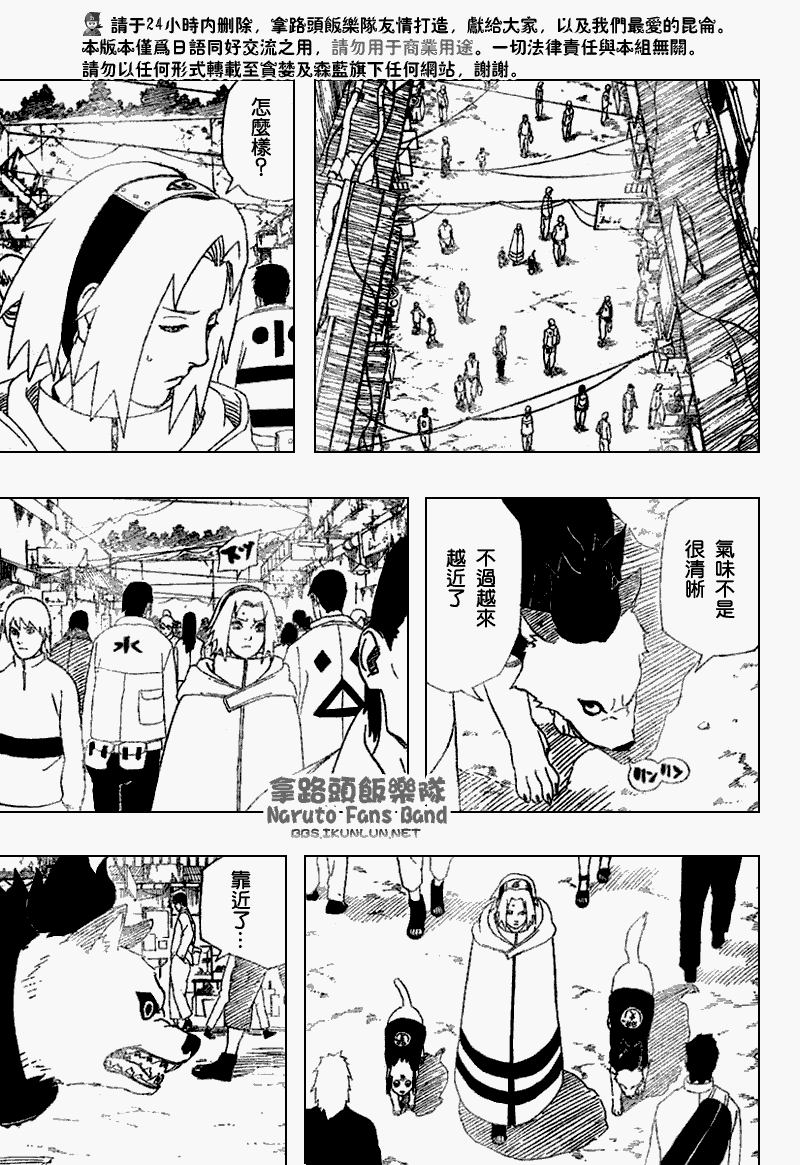 請于24小時內删除，拿路頭飯樂隊友情打造，獻給大家，以及我們最愛的昆侖。
本版本僅爲日語同好交流之用，請勿用于商業用途。一切法律責任與本組無關。
請勿以任何形式轉載至貪婪及森藍旗下任何網站，謝謝。
怎麼樣？
氣味不是
很清晰
不過越來
越近了
拿路頭飯樂隊
Naruto Fans Band
BBS.IKUNLUN.NET
靠近了…